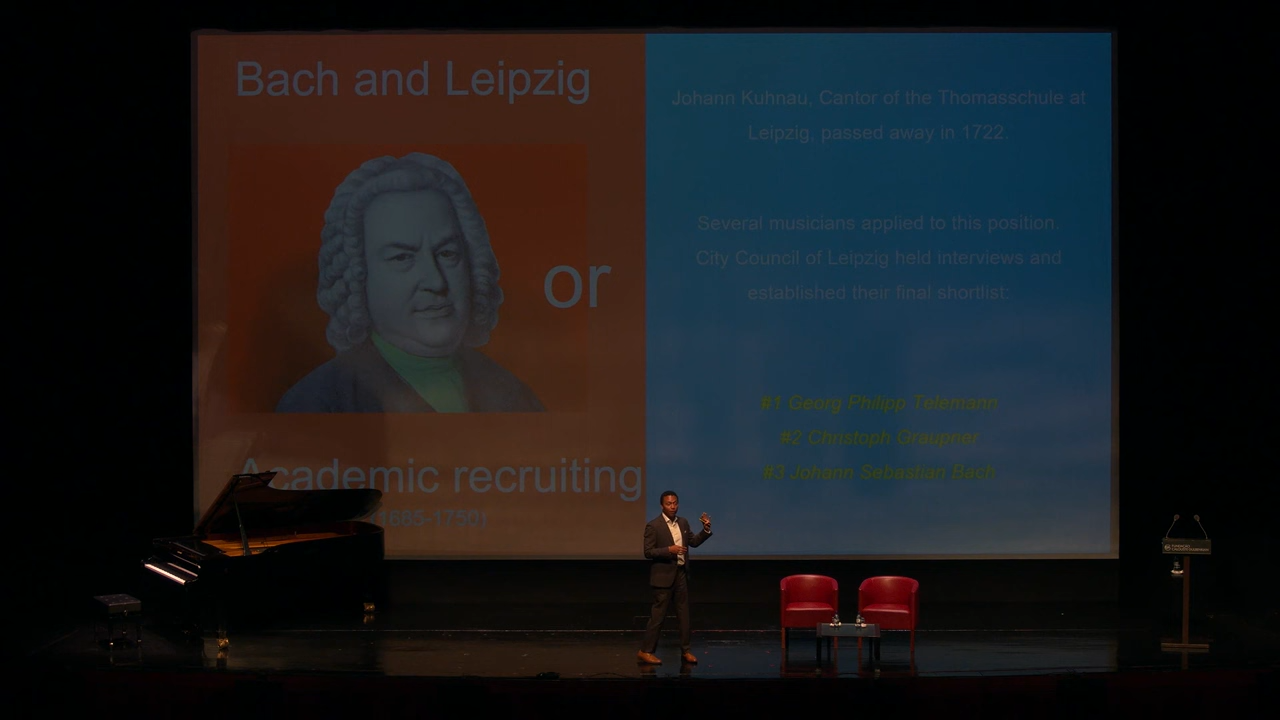 Bach and Leipzig
or
Academic recruiting
(1685-1750)
Johann Kuhnau, Cantor of the Thomasschule at
Leipzig, passed away in 1722.
Several musicians applied to this position.
City Council of Leipzig held interviews and
established their final shortlist:
#1 Georg Philipp Telemann
#2 Christoph Graupner
#3 Johann Sebastian Bach